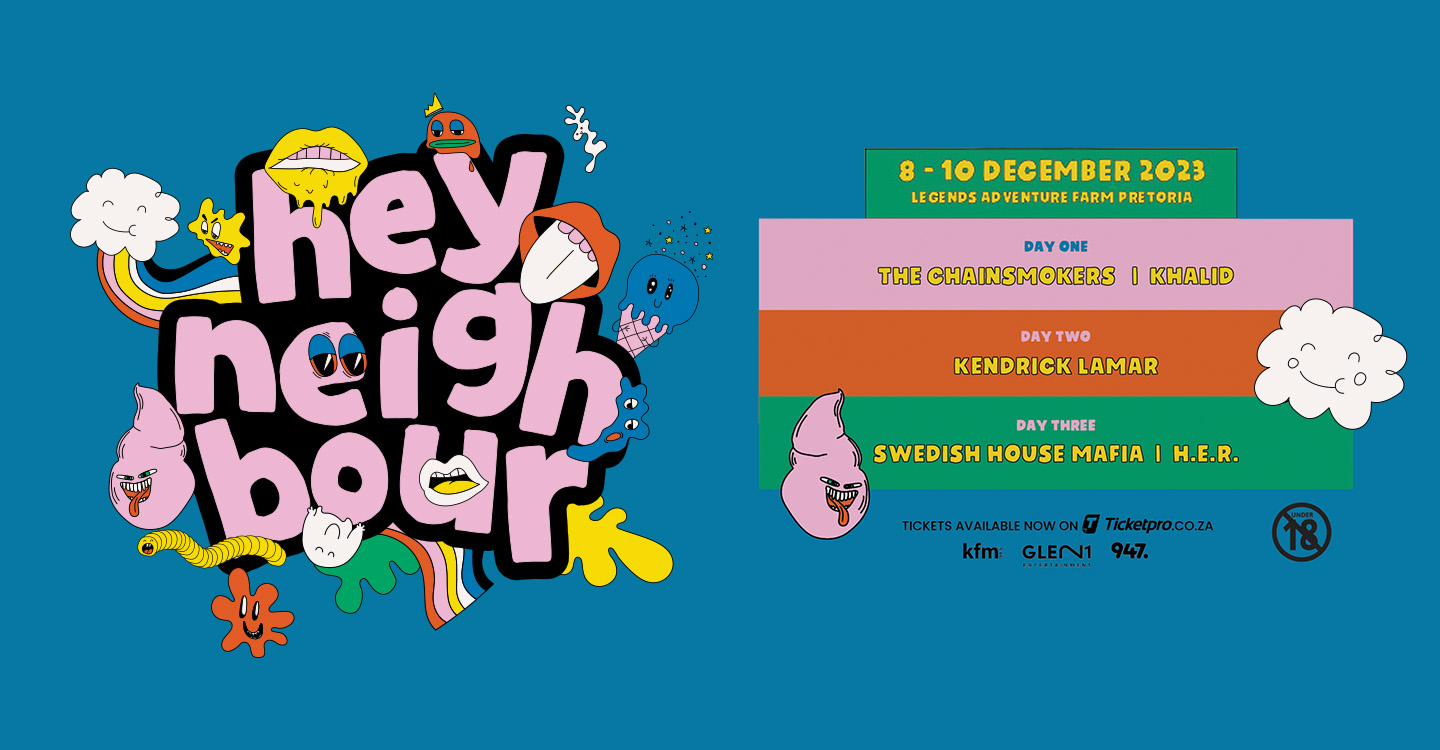 hey
neigh
bour
8 - 10 DECEMBER 2023
LEGENDS ADVENTURE FARM PRETORIA
DAY ONE
THE CHAINSMOKERS | KHALID
DAY TWO
KENDRICK LAMAR
DAY THREE
SWEDISH HOUSE MAFIA | H.E.R.
TICKETS AVAILABLE NOW ON T Ticketpro.CO.ZA
kfm GLEN21 947.
ENTERTAINMENT
UNDER
18